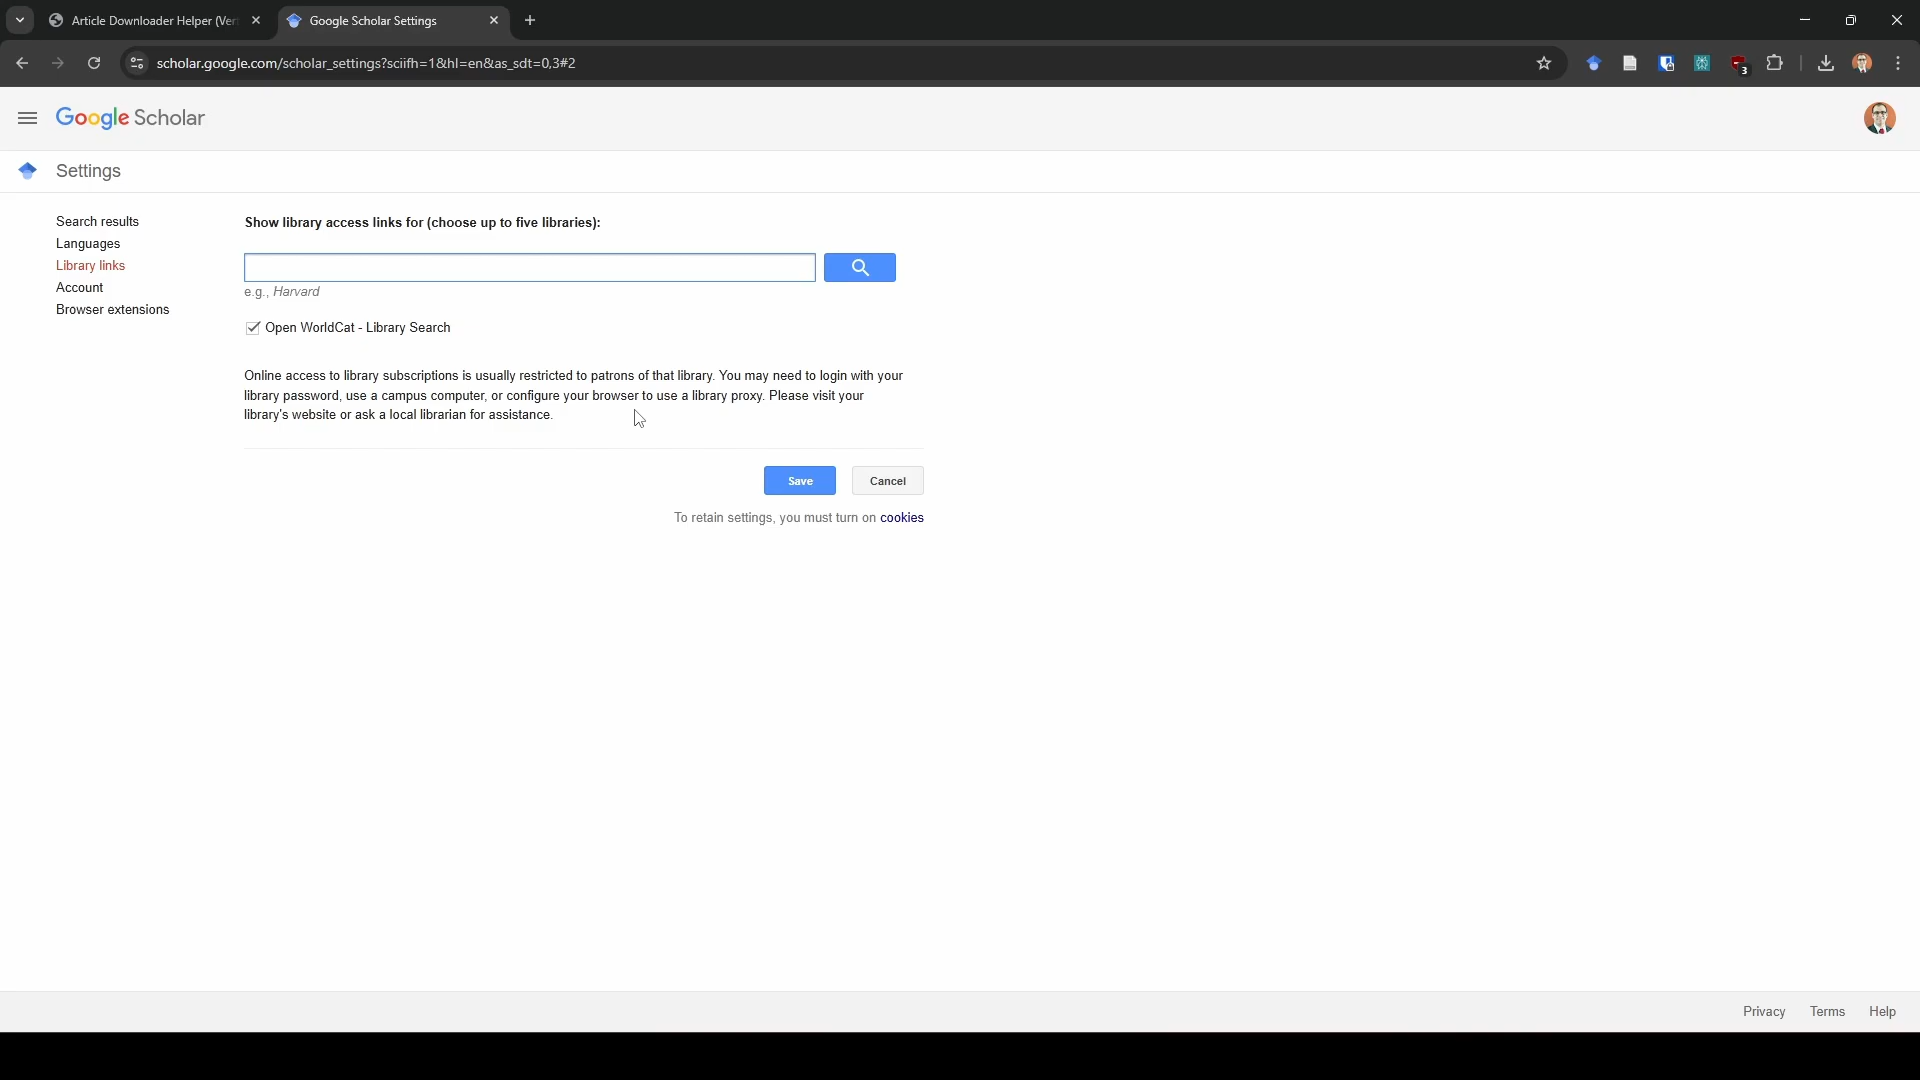 Article Downloader Helper (Ver
Google Scholar Settings
scholar.google.com/scholar_settings?sciifh=1&hl=en&as_sdt=0,3#2
3
Google Scholar
Settings
Search results
Languages
Library links
Account
Browser extensions
Show library access links for (choose up to five libraries):
e.g., Harvard
Open WorldCat - Library Search
Online access to library subscriptions is usually restricted to patrons of that library. You may need to login with your
library password, use a campus computer, or configure your browser to use a library proxy. Please visit your
library's website or ask a local librarian for assistance.
Save
Cancel
To retain settings, you must turn on cookies
Privacy
Terms
Help